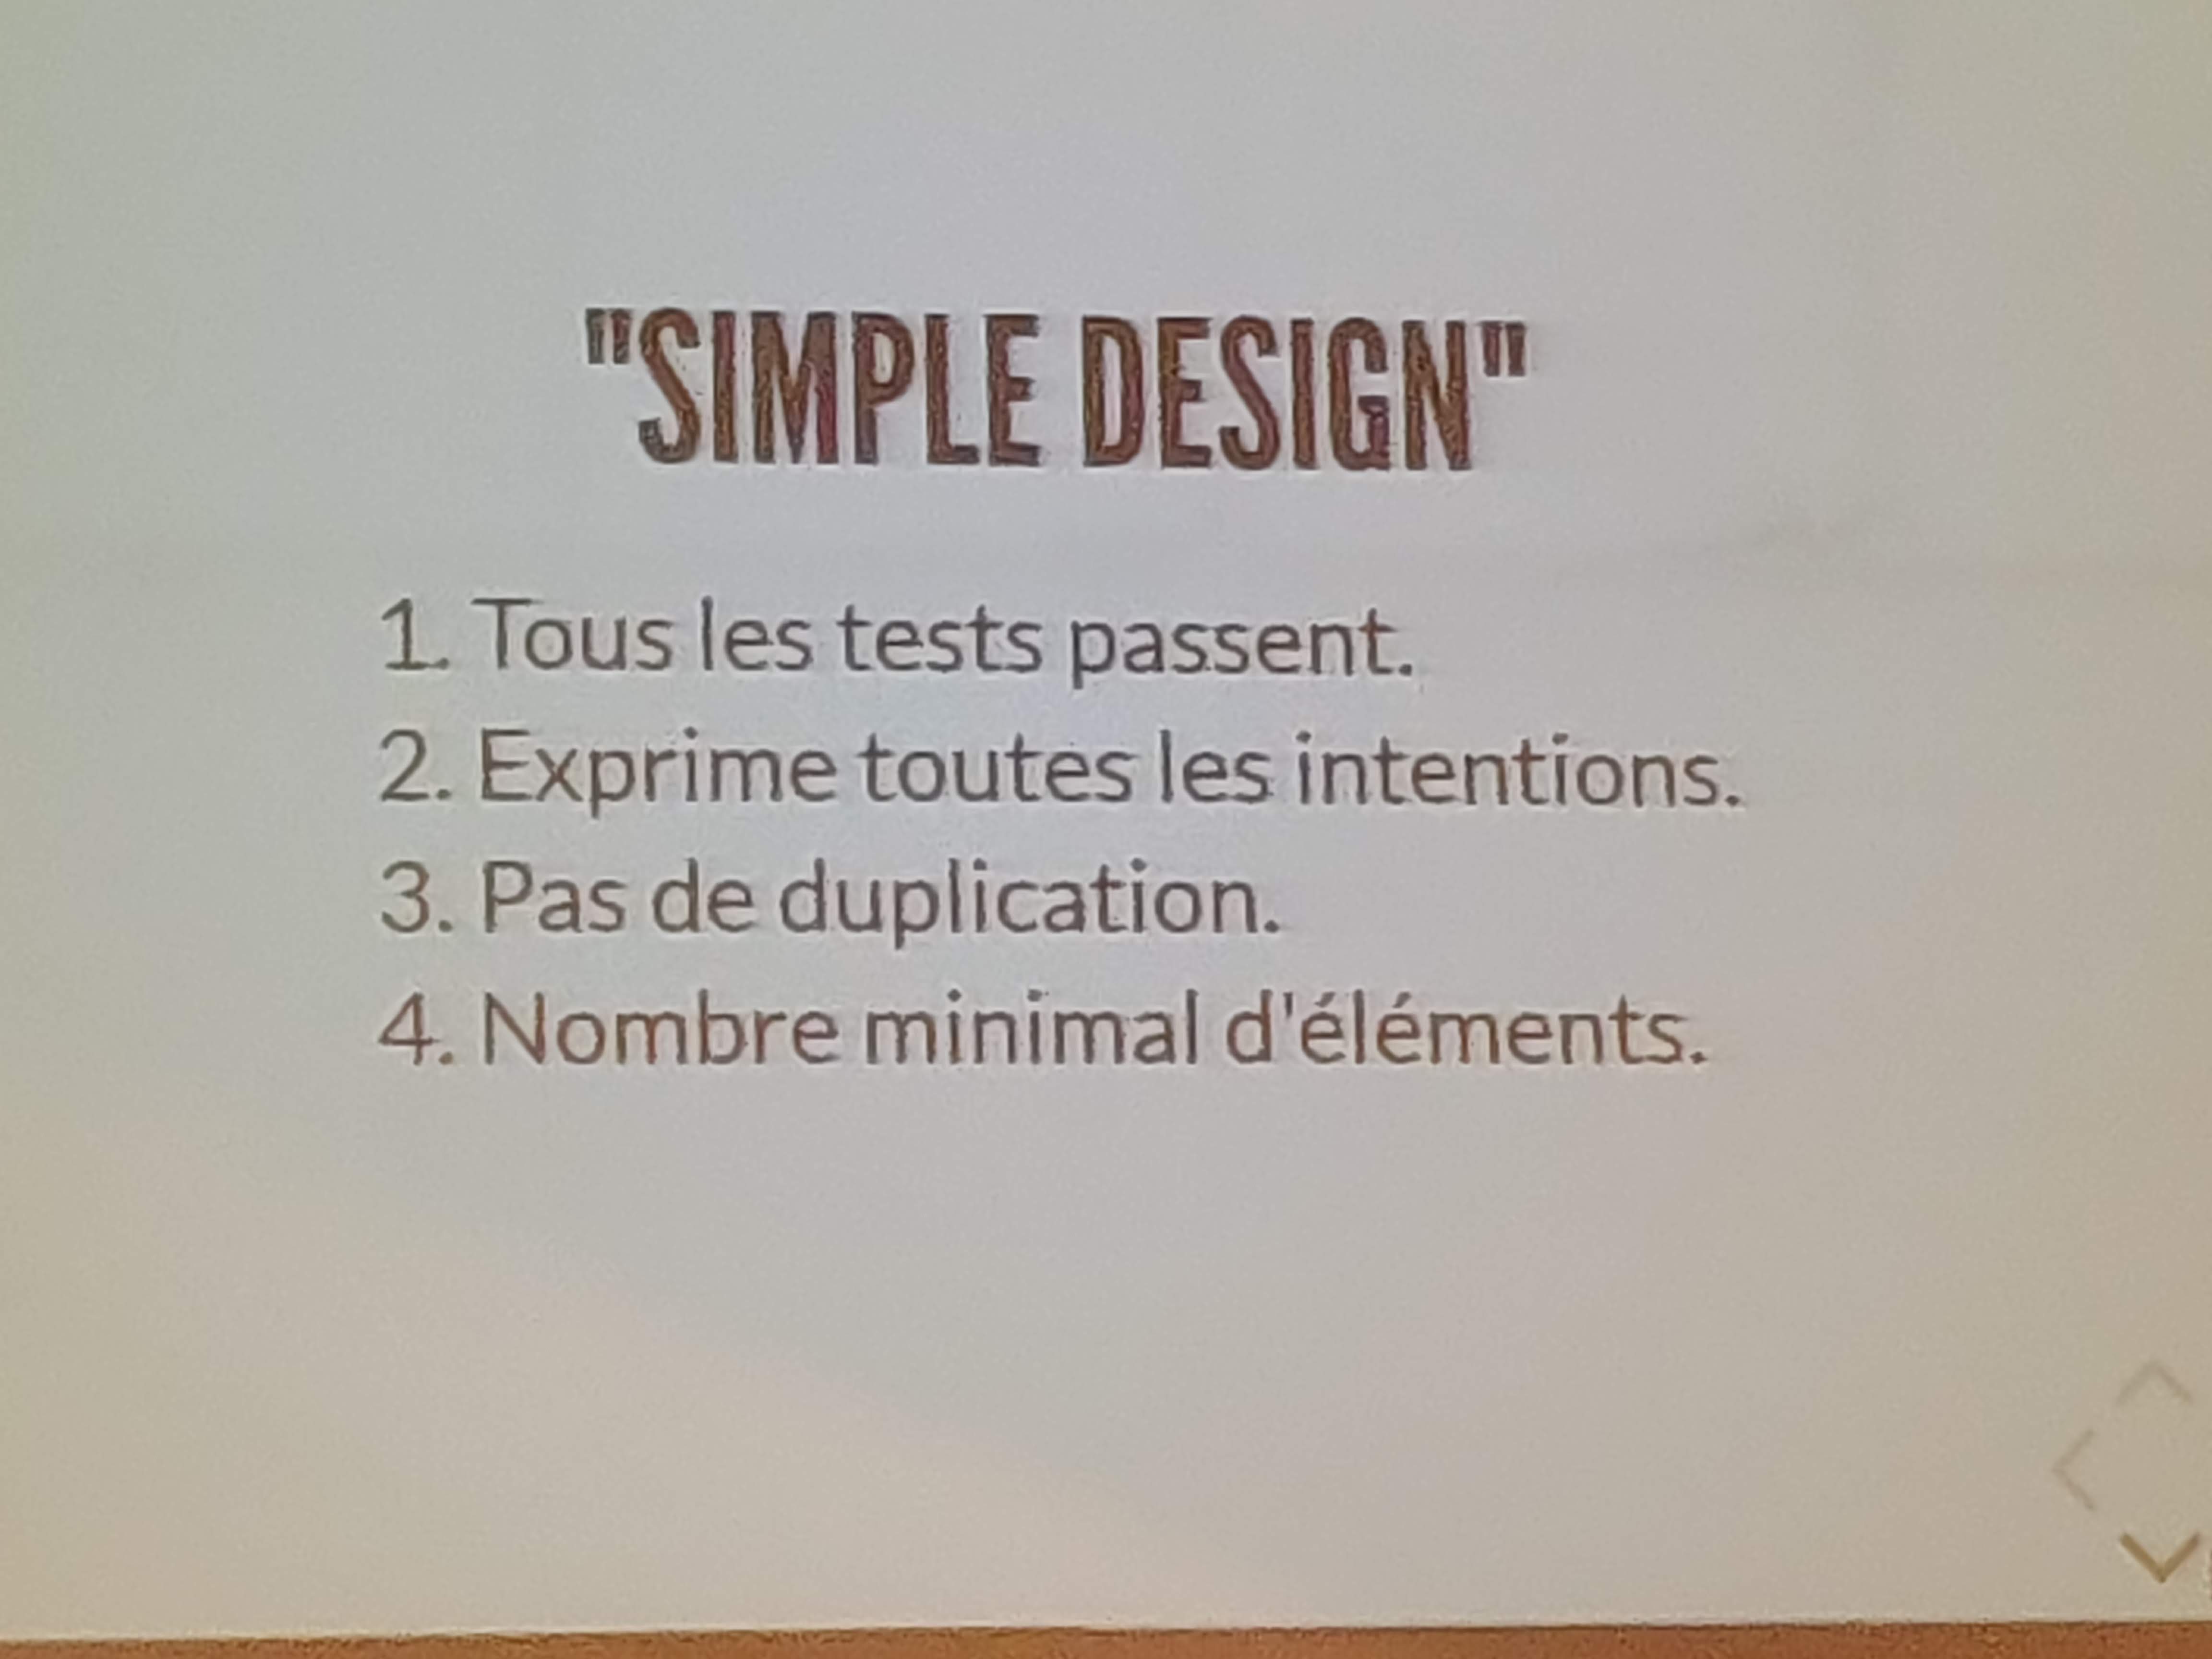 "SIMPLE DESIGN"
1. Tous les tests passent.
2. Exprime toutes les intentions.
3. Pas de duplication.
4. Nombre minimal d'éléments.